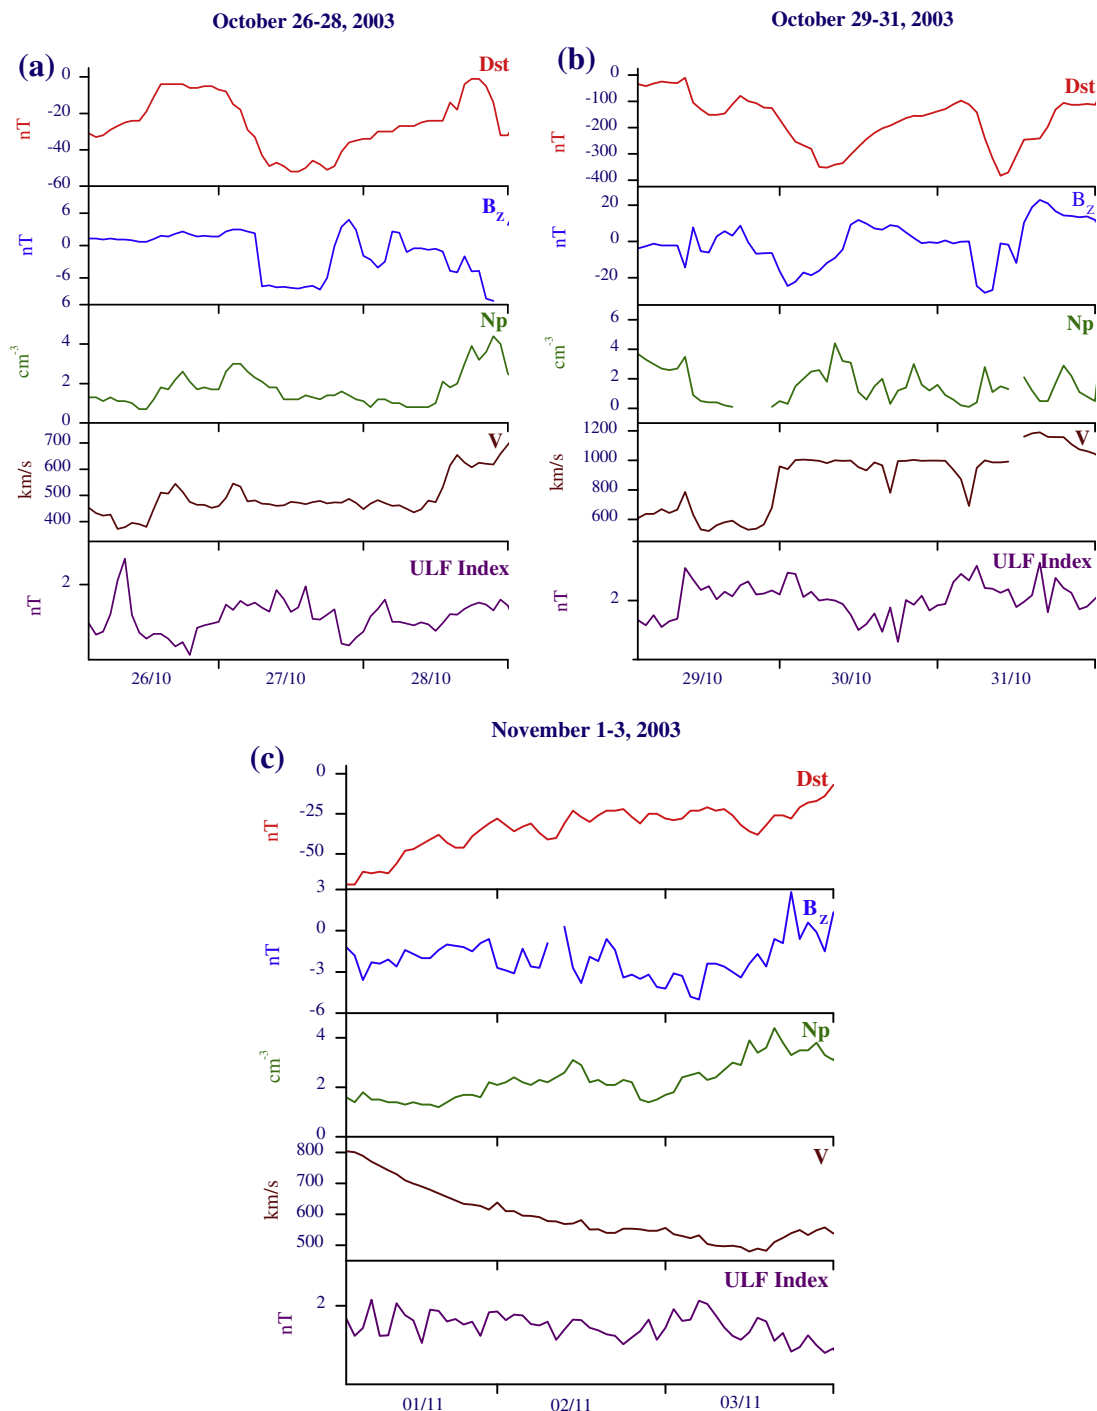 October 26-28, 2003
October 29-31, 2003
(a)
Dst
0
-20
-40
-60
nT
B_z
6
0
-6
nT
Np
6
4
2
0
cm-3
V
700
600
500
400
km/s
ULF Index
2
nT
26/10 27/10 28/10
(b)
Dst
0
-100
-200
-300
-400
nT
B_Z
20
0
-20
nT
Np
6
4
2
0
cm-3
V
1200
1000
800
600
km/s
ULF Index
2
nT
29/10 30/10 31/10
November 1-3, 2003
(c)
Dst
0
-25
-50
nT
B_z
3
0
-3
-6
nT
Np
4
2
0
cm-3
V
800
700
600
500
km/s
ULF Index
2
nT
01/11 02/11 03/11